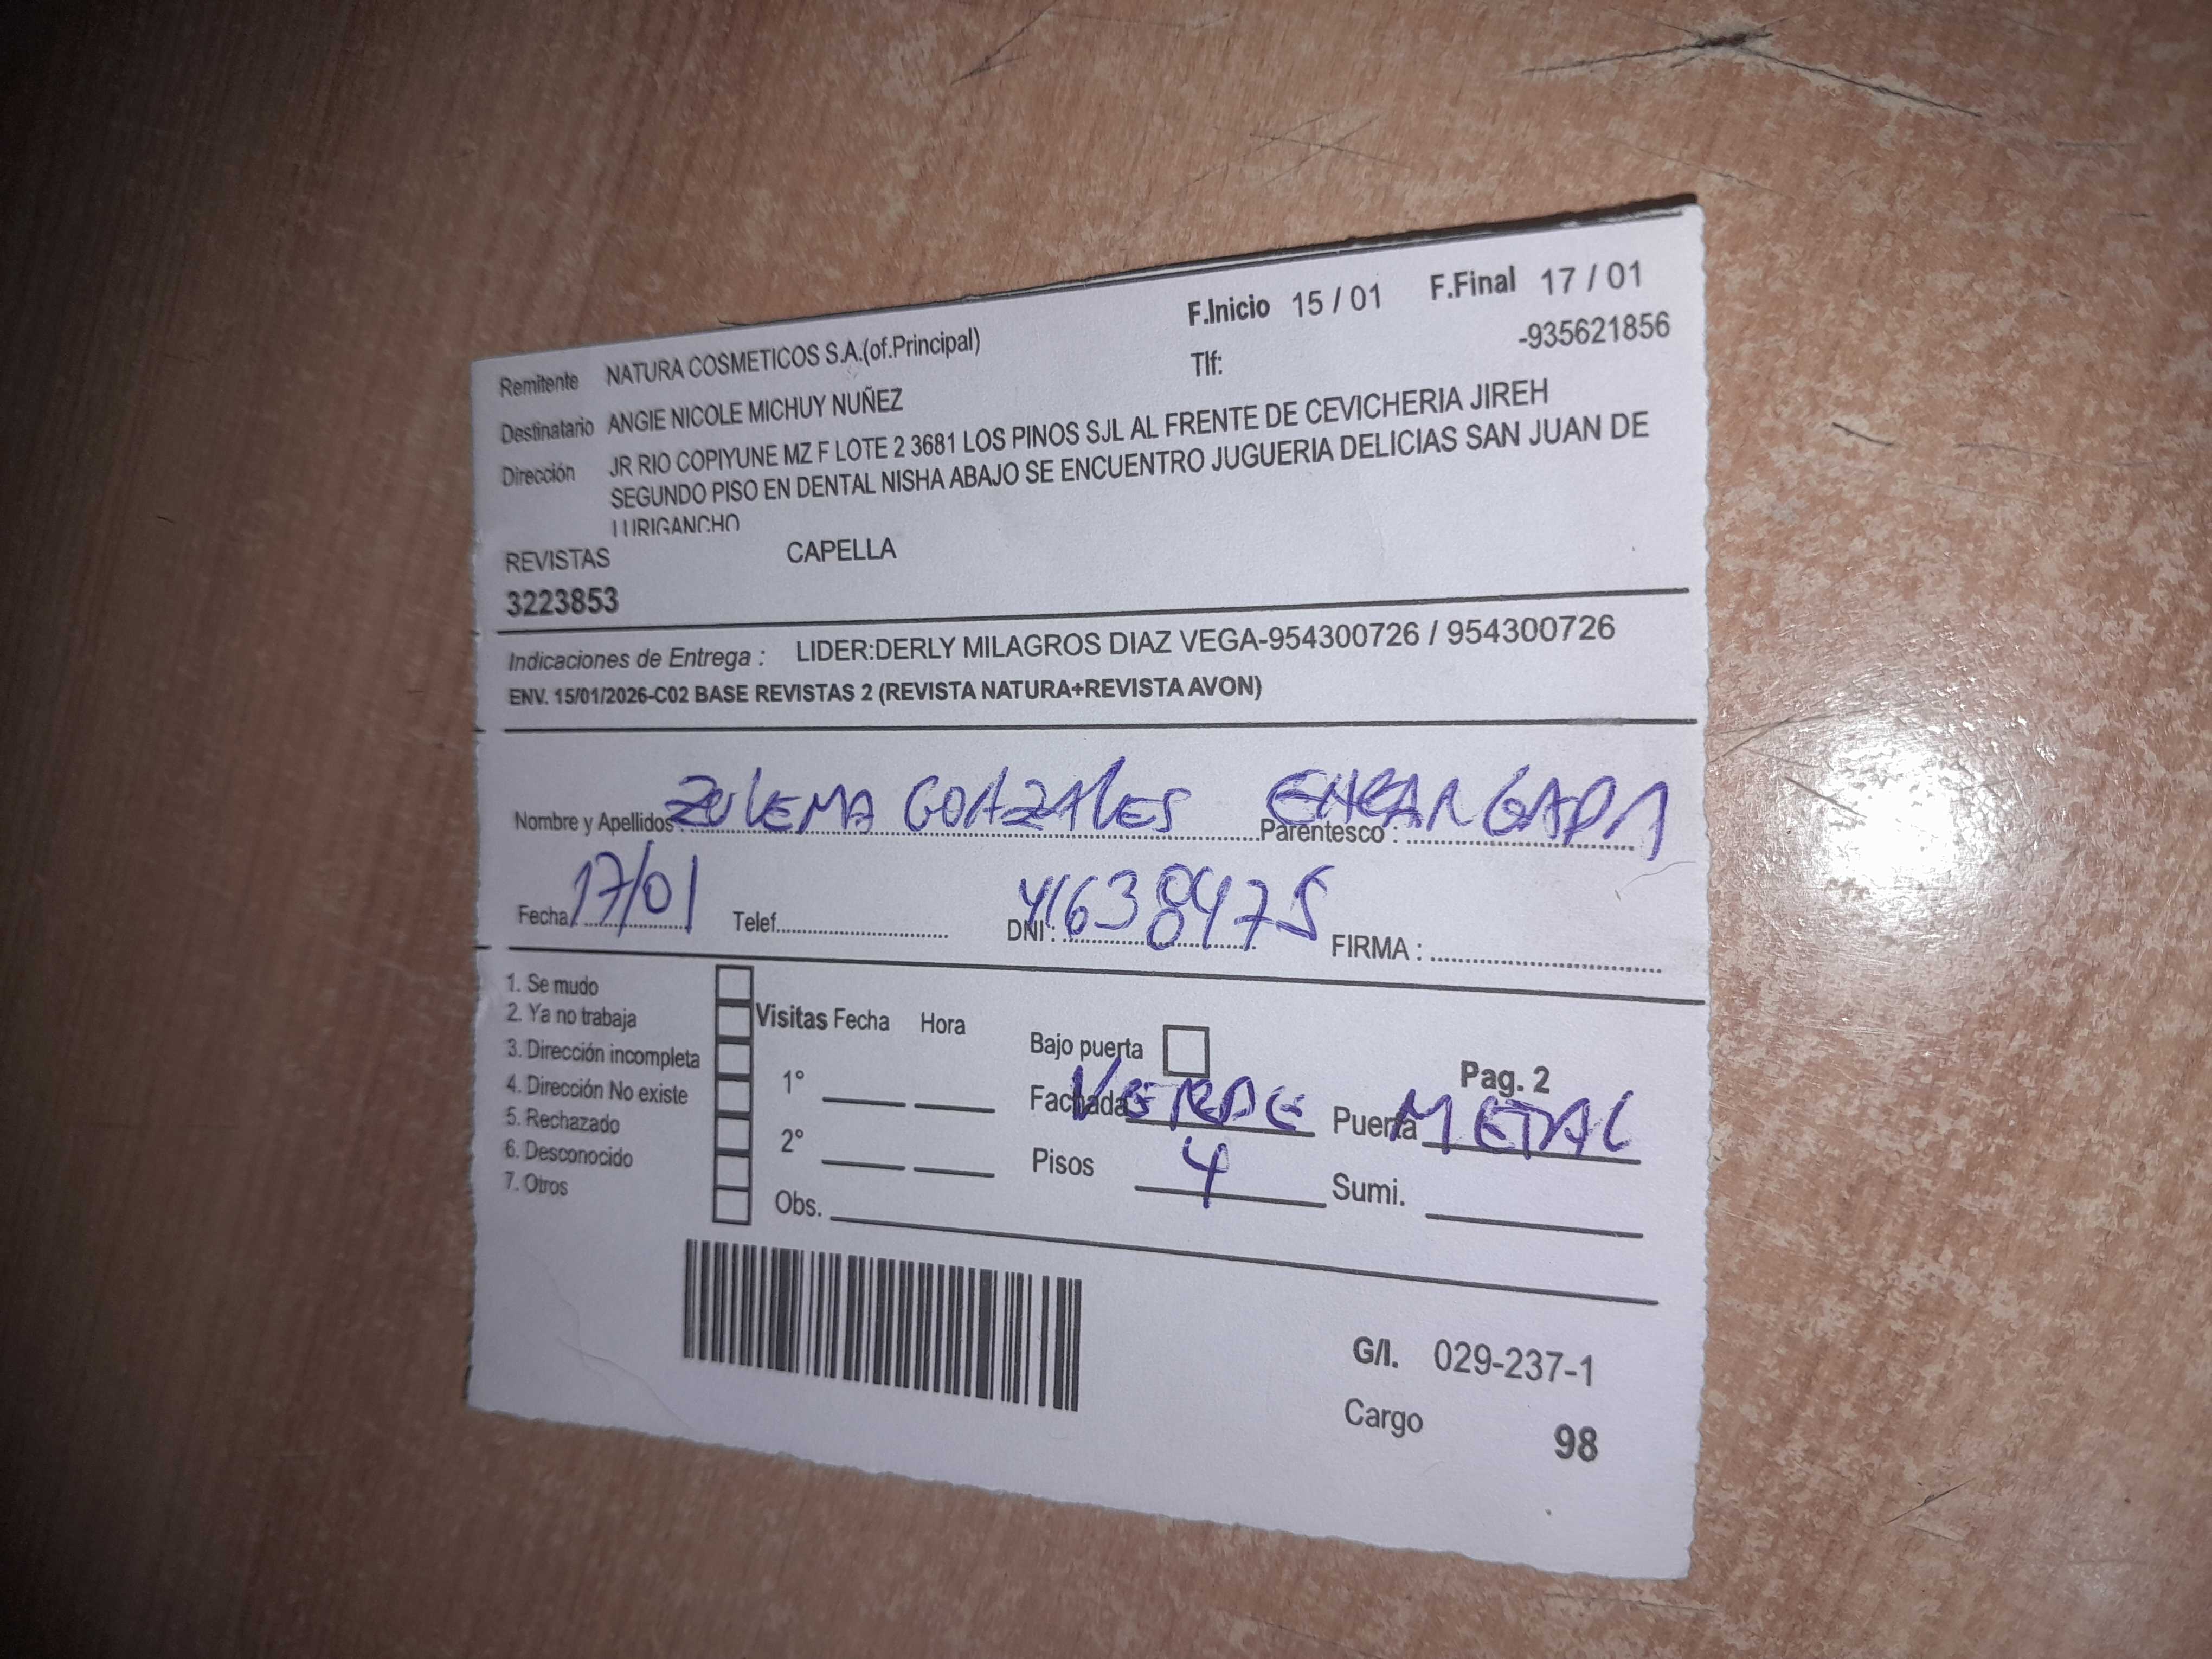 F.Inicio 15 / 01 F.Final 17 / 01
Remitente NATURA COSMETICOS S.A.(of.Principal) Tlf: -935621856
Destinatario ANGIE NICOLE MICHUY NUÑEZ
Dirección JR RIO COPIYUNE MZ F LOTE 2 3681 LOS PINOS SJL AL FRENTE DE CEVICHERIA JIREH
SEGUNDO PISO EN DENTAL NISHA ABAJO SE ENCUENTRO JUGUERIA DELICIAS SAN JUAN DE
LURIGANCHO
REVISTAS CAPELLA
3223853
Indicaciones de Entrega : LIDER:DERLY MILAGROS DIAZ VEGA-954300726 / 954300726
ENV. 15/01/2026-C02 BASE REVISTAS 2 (REVISTA NATURA+REVISTA AVON)
Nombre y Apellidos ZULEMA GONZALES Parentesco : ENCARGADA
Fecha 17/01 Telef. DNI : 41638475 FIRMA :
1. Se mudo
2. Ya no trabaja
3. Dirección incompleta
4. Dirección No existe
5. Rechazado
6. Desconocido
7. Otros
Visitas Fecha Hora
1°
2°
Obs.
Bajo puerta
Pag. 2
Fachada VERDE Puerta METAL
Pisos 4 Sumi.
G/I. 029-237-1
Cargo 98